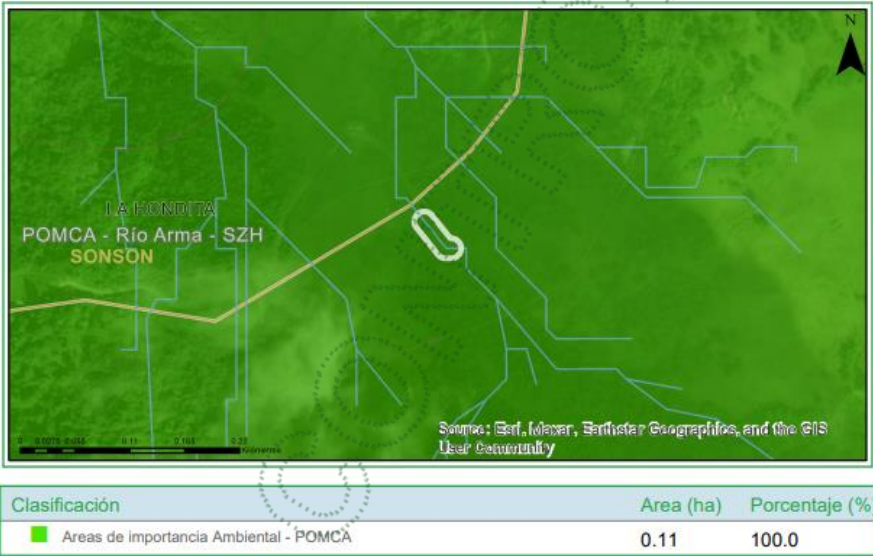 N
LA HONDITA
POMCA - Río Arma - SZH
SONSON
Source: Esri, Maxar, Earthstar Geographics, and the GIS
User Community
Clasificación Area (ha) Porcentaje (%
Areas de importancia Ambiental - POMCA 0.11 100.0